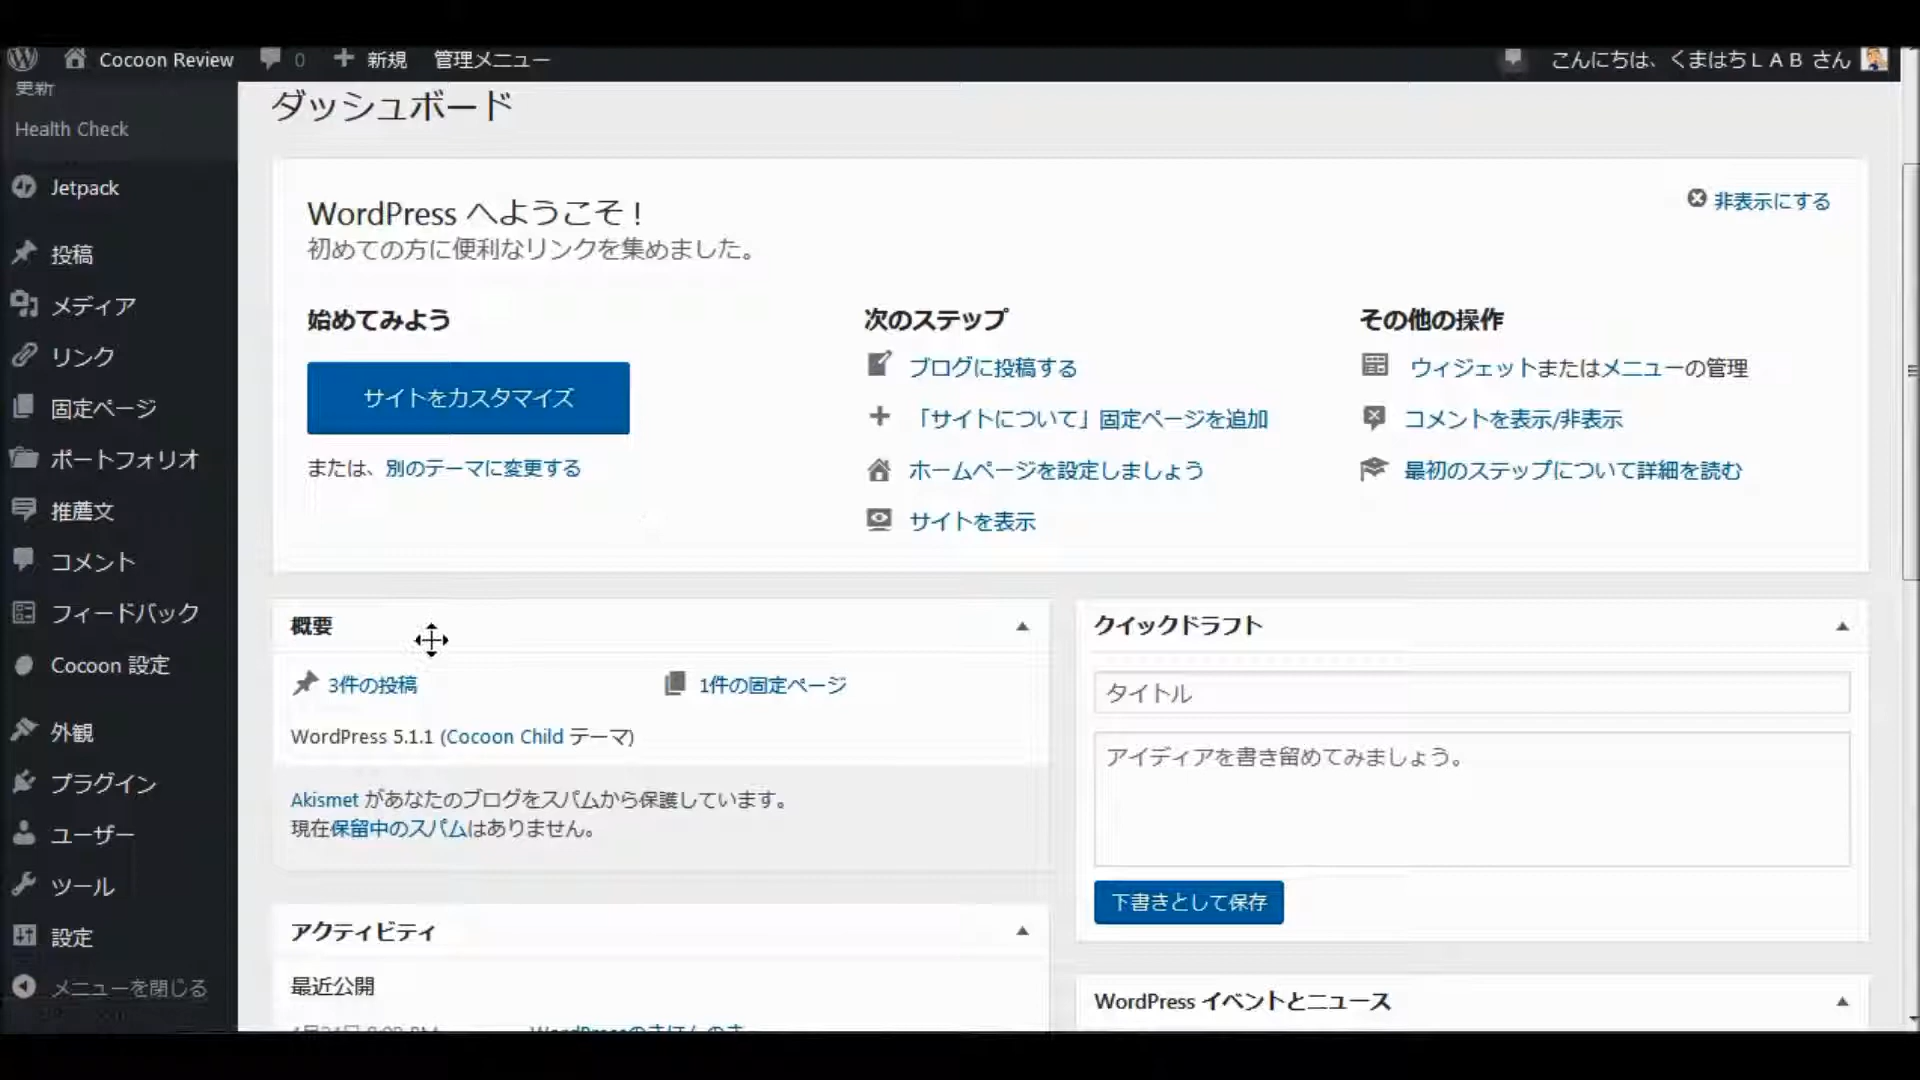 Cocoon Review 0 新規 管理メニュー こんにちは、くまはちＬＡＢ さん
更新
Health Check
Jetpack
投稿
メディア
リンク
固定ページ
ポートフォリオ
推薦文
コメント
フィードバック
Cocoon 設定
外観
プラグイン
ユーザー
ツール
設定
メニューを閉じる
ダッシュボード
WordPress へようこそ！
非表示にする
初めての方に便利なリンクを集めました。
始めてみよう
サイトをカスタマイズ
または、別のテーマに変更する
次のステップ
ブログに投稿する
「サイトについて」固定ページを追加
ホームページを設定しましょう
サイトを表示
その他の操作
ウィジェットまたはメニューの管理
コメントを表示/非表示
最初のステップについて詳細を読む
概要
3件の投稿
1件の固定ページ
WordPress 5.1.1 (Cocoon Child テーマ)
Akismet があなたのブログをスパムから保護しています。
現在保留中のスパムはありません。
アクティビティ
最近公開
クイックドラフト
タイトル
アイディアを書き留めてみましょう。
下書きとして保存
WordPress イベントとニュース